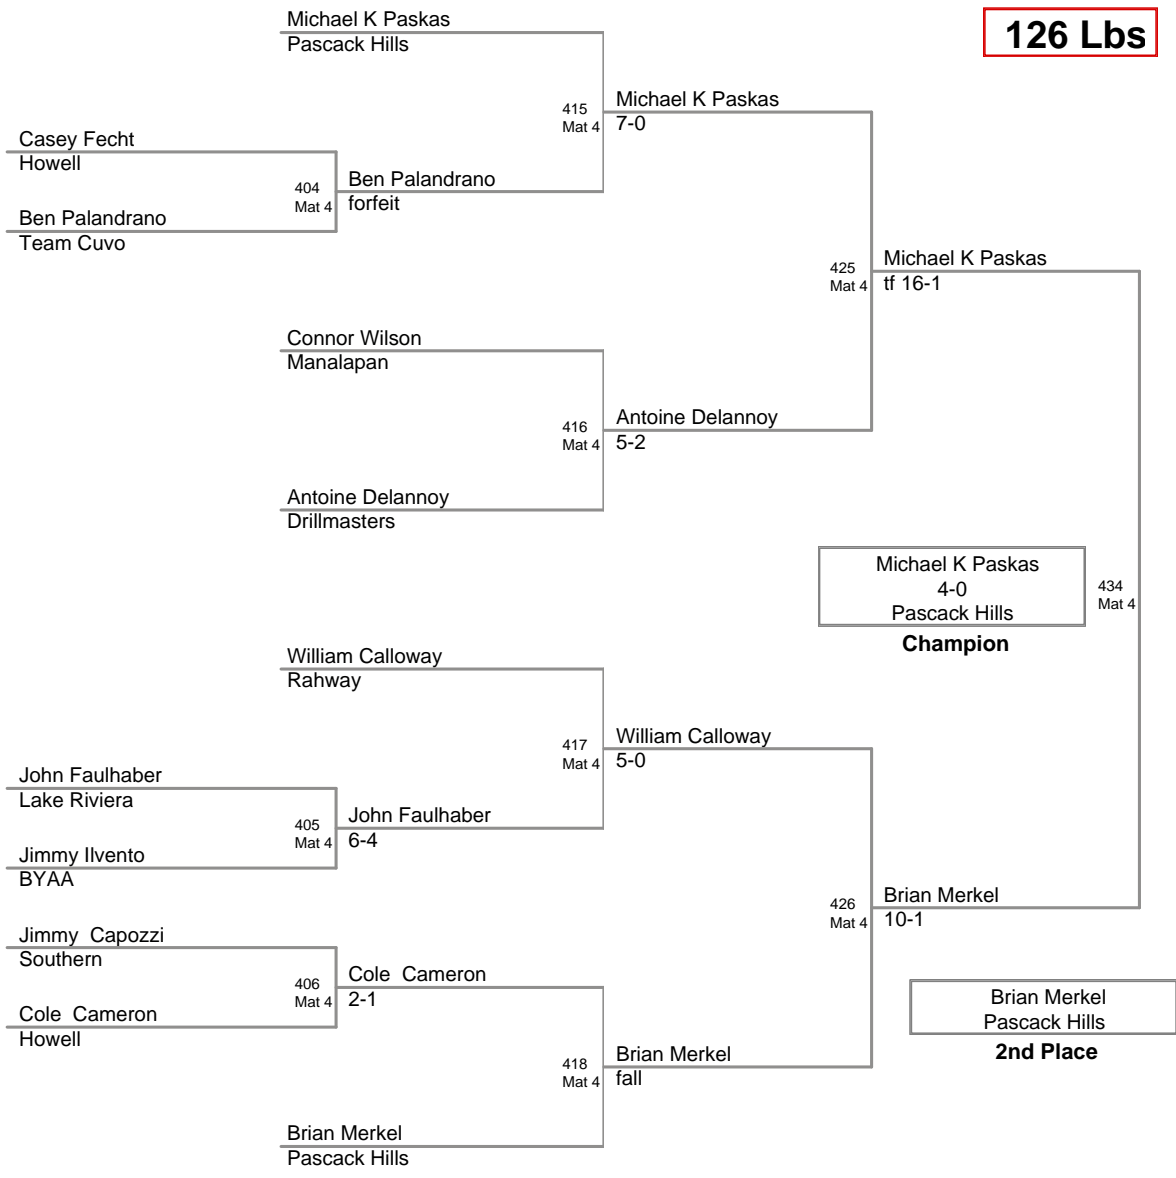 126 Lbs
Michael K Paskas
Pascack Hills
415
Mat 4
Michael K Paskas
7-0
Casey Fecht
Howell
404
Mat 4
Ben Palandrano
forfeit
Ben Palandrano
Team Cuvo
425
Mat 4
Michael K Paskas
tf 16-1
Connor Wilson
Manalapan
416
Mat 4
Antoine Delannoy
5-2
Antoine Delannoy
Drillmasters
Michael K Paskas
4-0
Pascack Hills
Champion
434
Mat 4
William Calloway
Rahway
417
Mat 4
William Calloway
5-0
John Faulhaber
Lake Riviera
405
Mat 4
John Faulhaber
6-4
Jimmy Ilvento
BYAA
426
Mat 4
Brian Merkel
10-1
Jimmy  Capozzi
Southern
406
Mat 4
Cole  Cameron
2-1
Cole  Cameron
Howell
Brian Merkel
Pascack Hills
2nd Place
418
Mat 4
Brian Merkel
fall
Brian Merkel
Pascack Hills